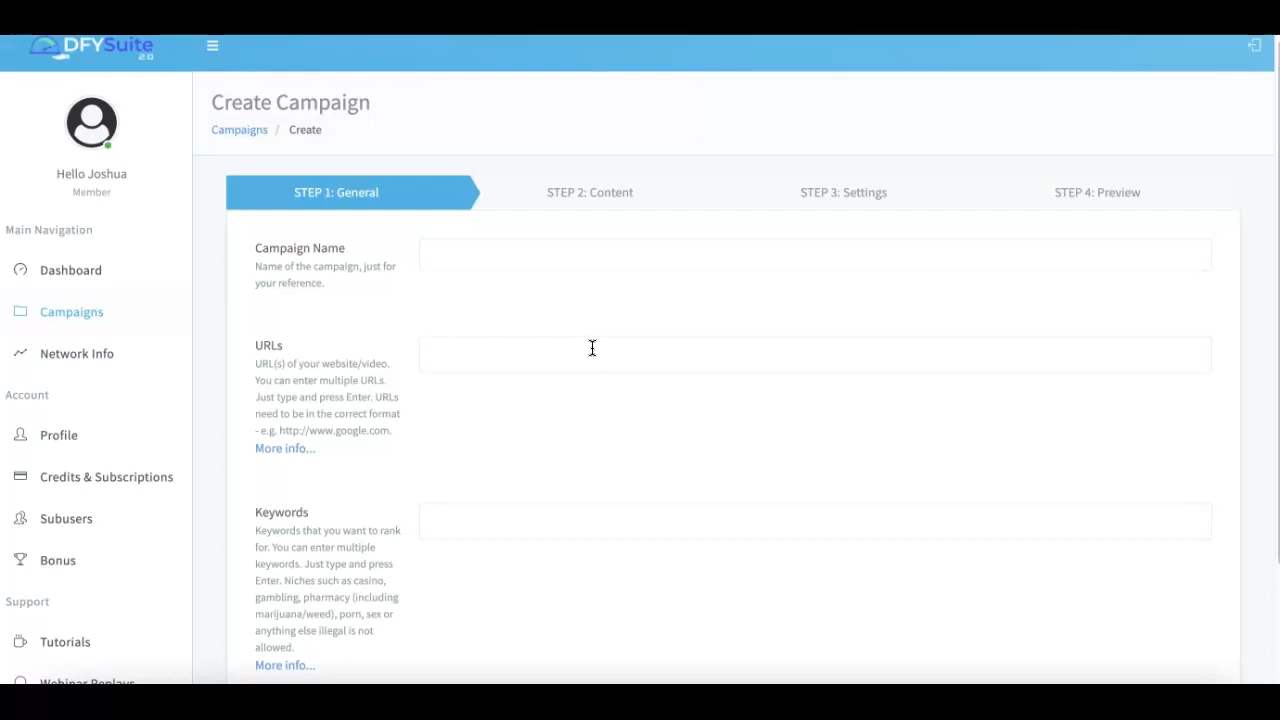 DFYSuite
2.0
Create Campaign
Campaigns / Create
Hello Joshua
Member
Main Navigation
Dashboard
Campaigns
Network Info
Account
Profile
Credits & Subscriptions
Subusers
Bonus
Support
Tutorials
Webinar Replays
STEP 1: General
STEP 2: Content
STEP 3: Settings
STEP 4: Preview
Campaign Name
Name of the campaign, just for
your reference.
URLs
URL(s) of your website/video.
You can enter multiple URLs.
Just type and press Enter. URLs
need to be in the correct format
- e.g. http://www.google.com.
More info...
Keywords
Keywords that you want to rank
for. You can enter multiple
keywords. Just type and press
Enter. Niches such as casino,
gambling, pharmacy (including
marijuana/weed), porn, sex or
anything else illegal is not
allowed.
More info...